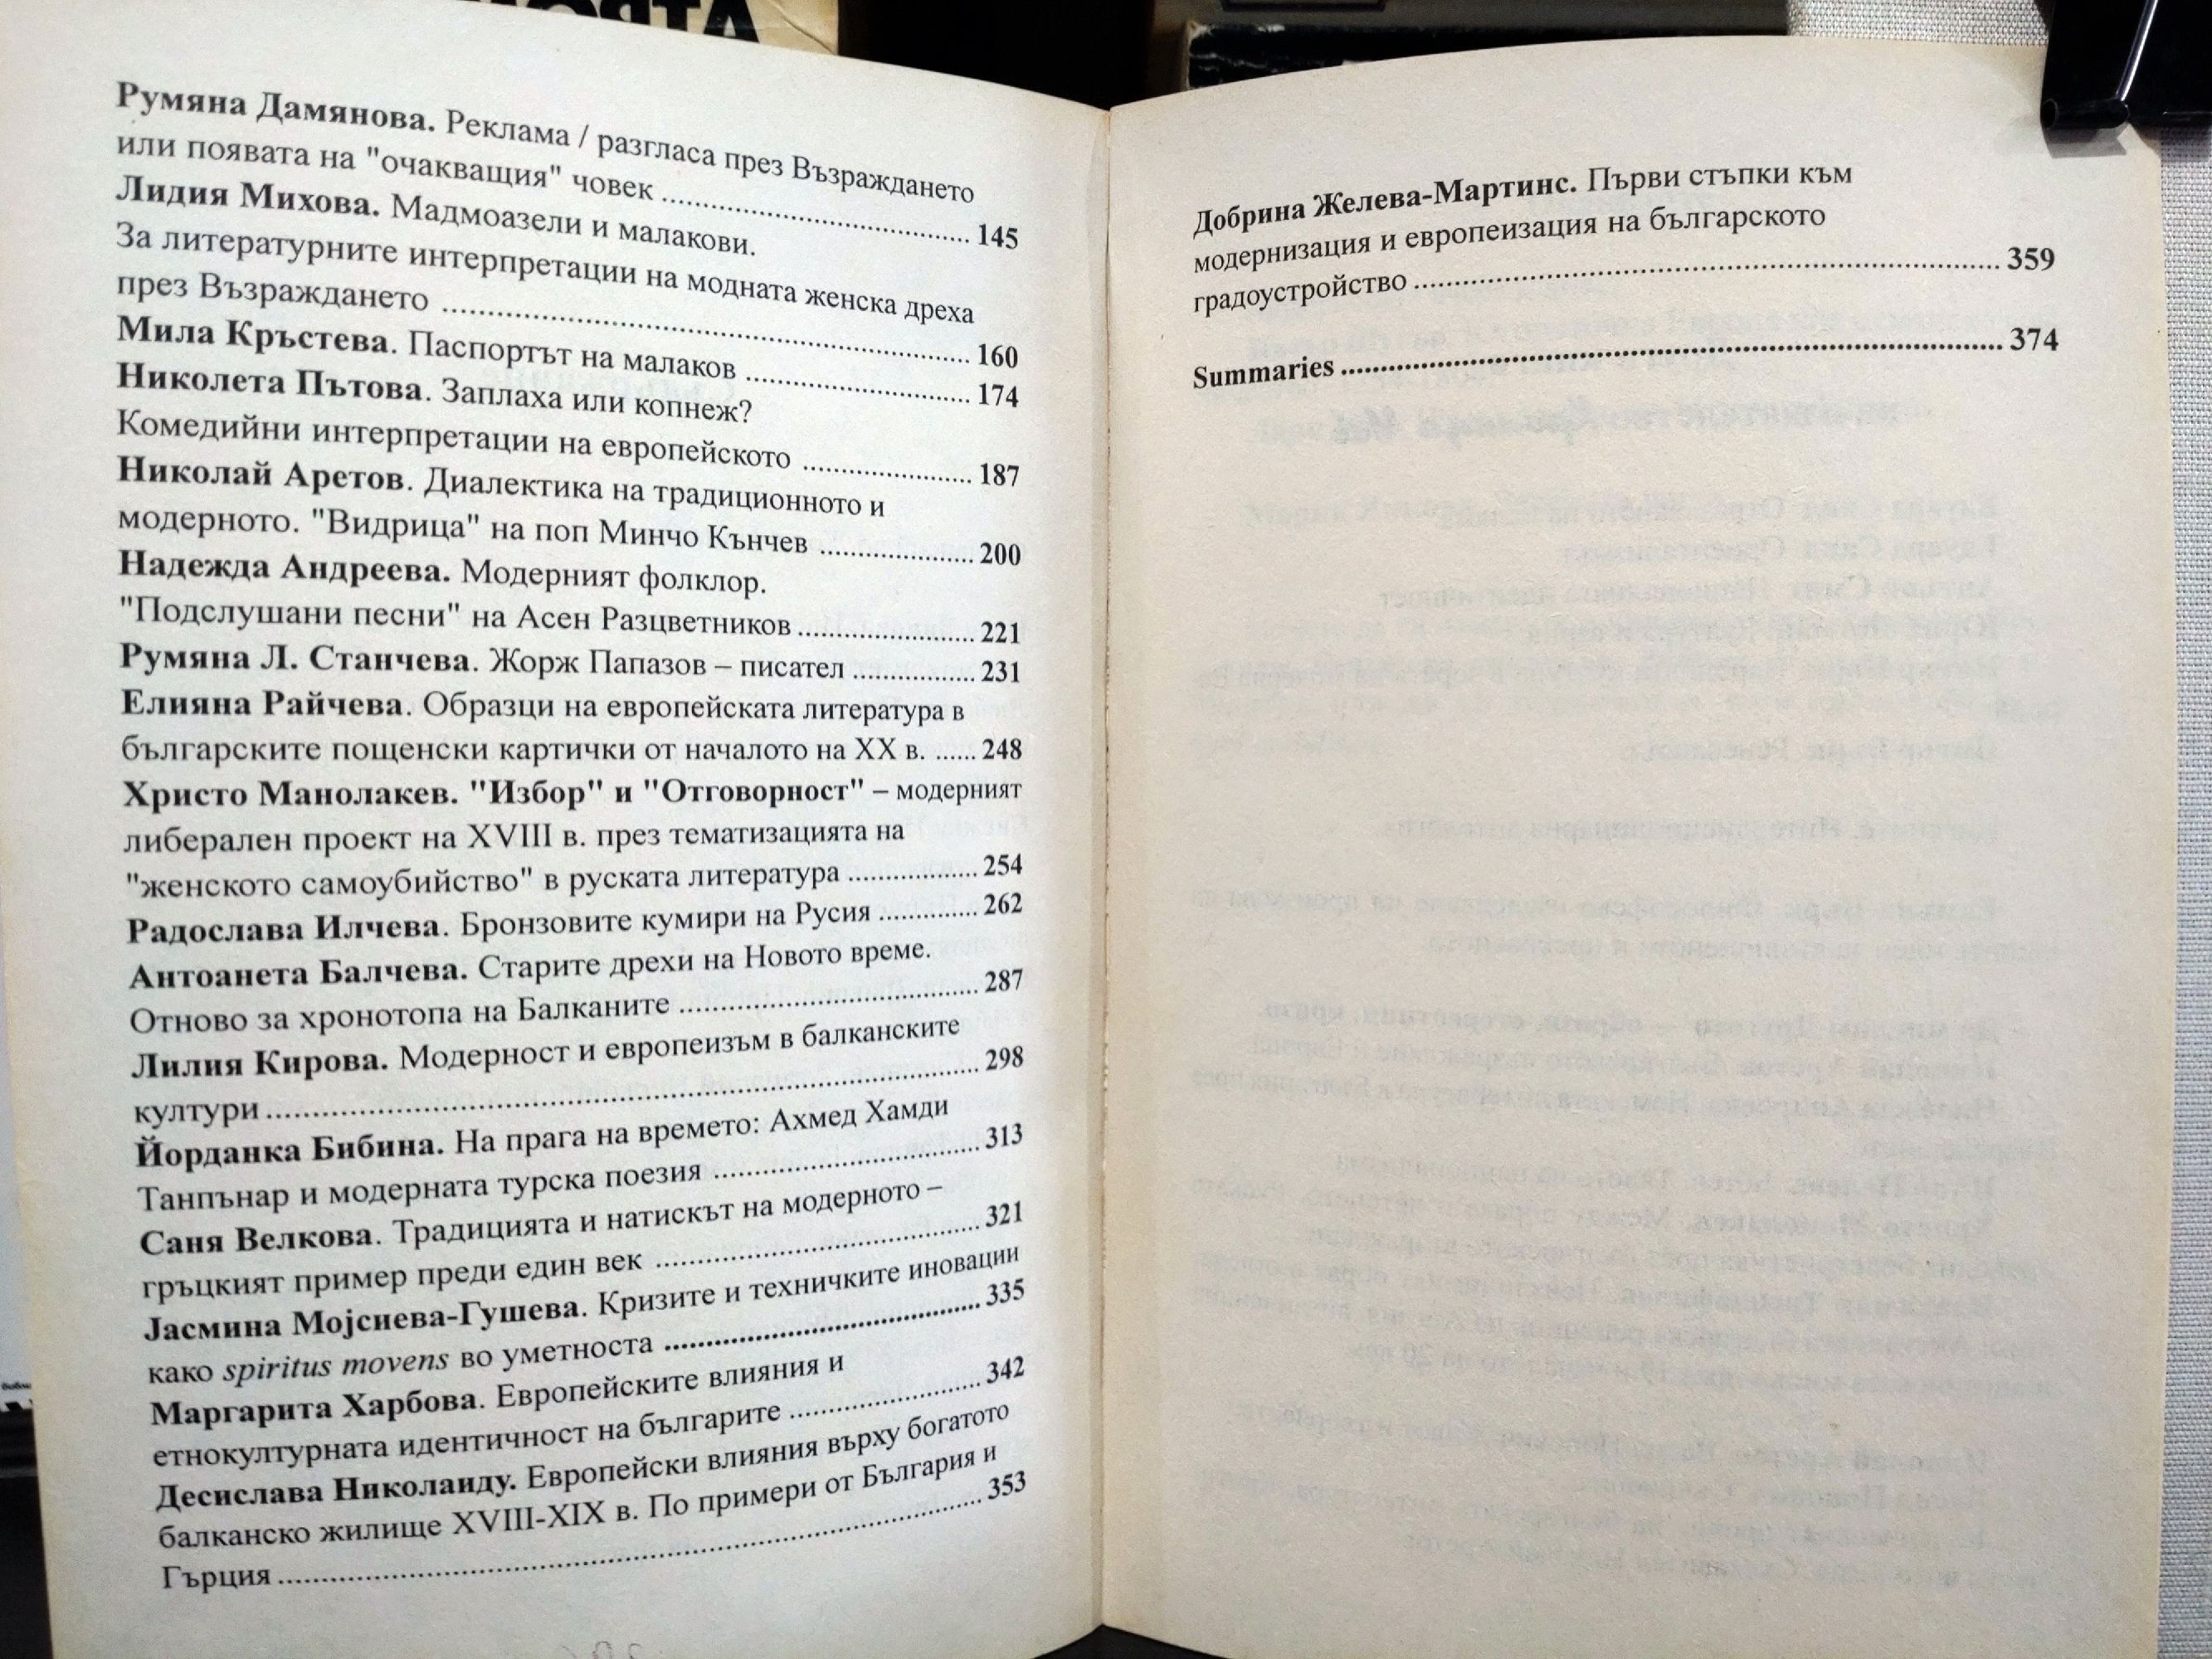 Румяна Дамянова. Реклама / разгласа през Възраждането
или появата на "очакващия" човек ........ 145
Лидия Михова. Мадмоазели и малакови.
За литературните интерпретации на модната женска дреха
през Възраждането ........ 160
Мила Кръстева. Паспортът на малаков ........ 174
Николета Пътова. Заплаха или копнеж?
Комедийни интерпретации на европейското ........ 187
Николай Аретов. Диалектика на традиционното и
модерното. "Видрица" на поп Минчо Кънчев ........ 200
Надежда Андреева. Модерният фолклор.
"Подслушани песни" на Асен Разцветников ........ 221
Румяна Л. Станчева. Жорж Папазов – писател ........ 231
Елияна Райчева. Образци на европейската литература в
българските пощенски картички от началото на XX в. ...... 248
Христо Манолакев. "Избор" и "Отговорност" – модерният
либерален проект на XVIII в. през тематизацията на
"женското самоубийство" в руската литература ........ 254
Радослава Илчева. Бронзовите кумири на Русия ........ 262
Антоанета Балчева. Старите дрехи на Новото време.
Отново за хронотопа на Балканите ........ 287
Лилия Кирова. Модерност и европеизъм в балканските
култури ........ 298
Йорданка Бибина. На прага на времето: Ахмед Хамди
Танпънар и модерната турска поезия ........ 313
Саня Велкова. Традицията и натискът на модерното –
гръцкият пример преди един век ........ 321
Јасмина Мојсиева-Гушева. Кризите и техничките иновации
како spiritus movens во уметноста ........ 335
Маргарита Харбова. Европейските влияния и
етнокултурната идентичност на българите ........ 342
Десислава Николаиду. Европейски влияния върху богатото
балканско жилище XVIII-XIX в. По примери от България и
Гърция ........ 353
Добрина Желева-Мартинс. Първи стъпки към
модернизация и европеизация на българското
градоустройство ........ 359
Summaries ........ 374